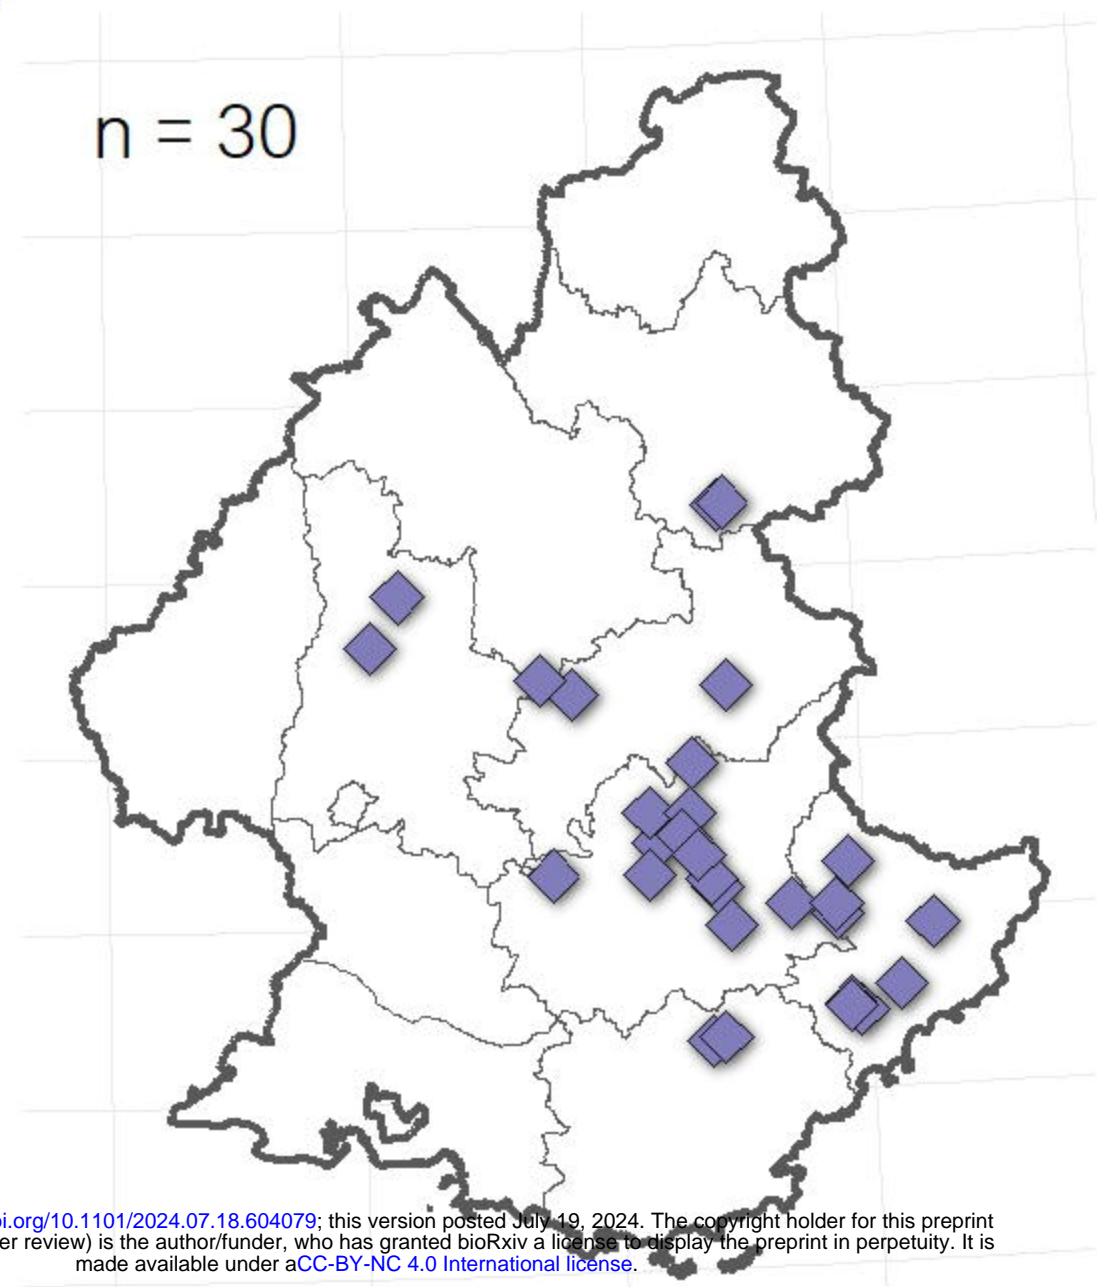 n = 30
oi.org/10.1101/2024.07.18.604079; this version posted July 19, 2024. The copyright holder for this preprint
er review) is the author/funder, who has granted bioRxiv a license to display the preprint in perpetuity. It is
made available under aCC-BY-NC 4.0 International license.